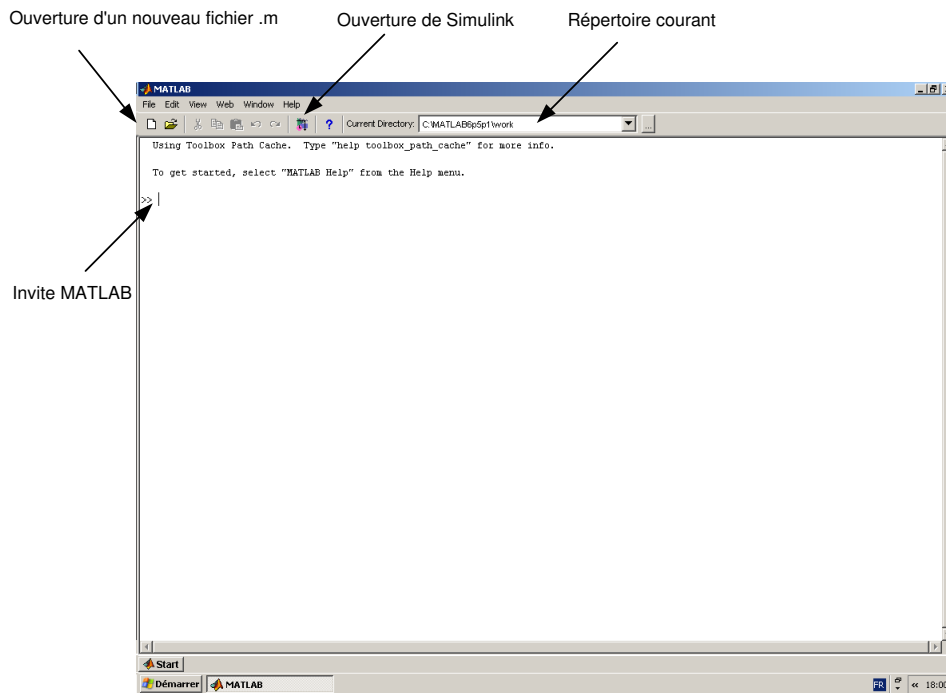 Ouverture d'un nouveau fichier .m
Ouverture de Simulink
Répertoire courant
MATLAB
File Edit View Web Window Help
? Current Directory: C:\MATLAB6p5p1\work ...
Using Toolbox Path Cache. Type "help toolbox_path_cache" for more info.
To get started, select "MATLAB Help" from the Help menu.
>>
Invite MATLAB
Start
Démarrer MATLAB FR « 18:00